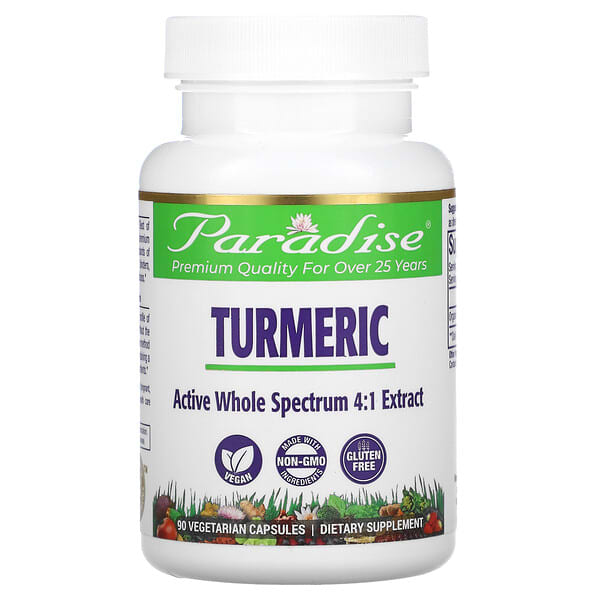 Paradise®
Premium Quality For Over 25 Years
TURMERIC
Active Whole Spectrum 4:1 Extract
VEGAN
MADE WITH
NON-GMO
INGREDIENTS
GLUTEN
FREE
90 VEGETARIAN CAPSULES | DIETARY SUPPLEMENT